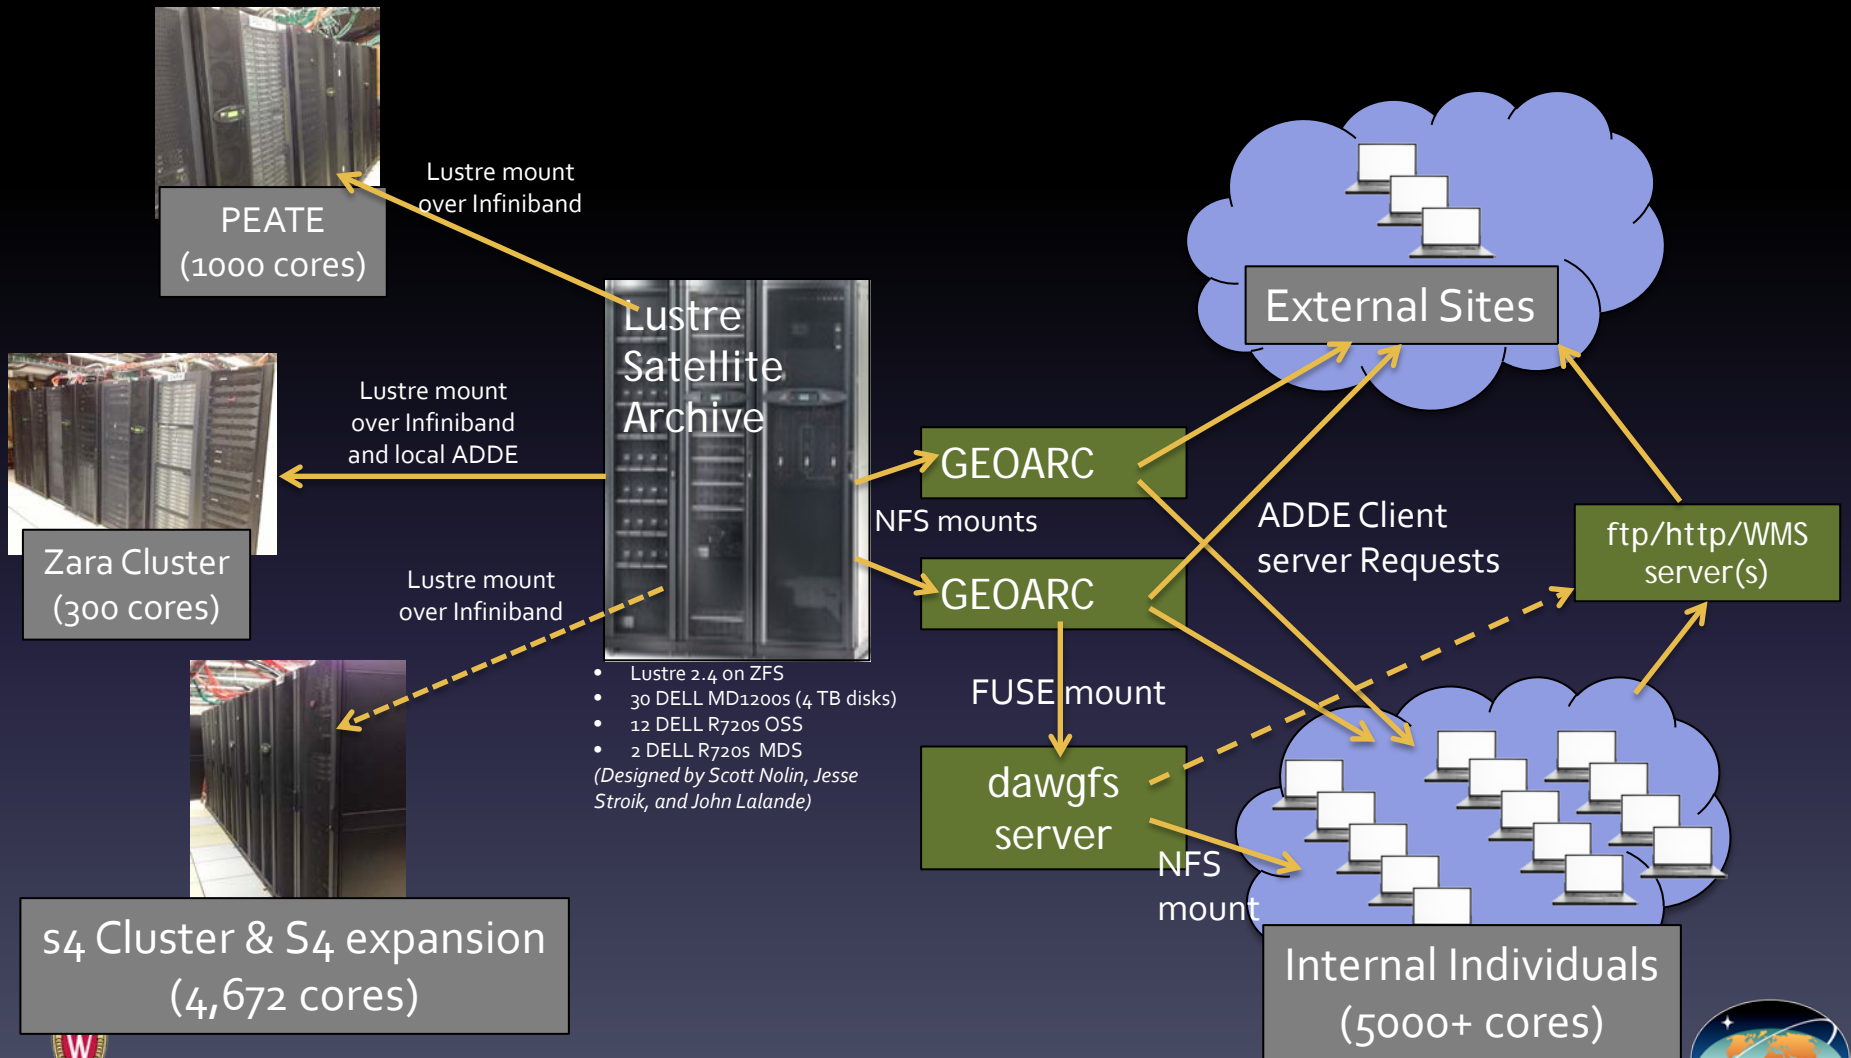 PEATE
(1000 cores)
Lustre mount
over Infiniband
Lustre
Satellite
Archive
External Sites
Lustre mount
over Infiniband
and local ADDE
Zara Cluster
(300 cores)
GEOARC
NFS mounts
GEOARC
ADDE Client
server Requests
ftp/http/WMS
server(s)
Lustre mount
over Infiniband
• Lustre 2.4 on ZFS
• 30 DELL MD1200s (4 TB disks)
• 12 DELL R720s OSS
• 2 DELL R720s MDS
(Designed by Scott Nolin, Jesse
Stroik, and John Lalande)
FUSE mount
dawgfs
server
NFS
mount
s4 Cluster & S4 expansion
(4,672 cores)
Internal Individuals
(5000+ cores)
W